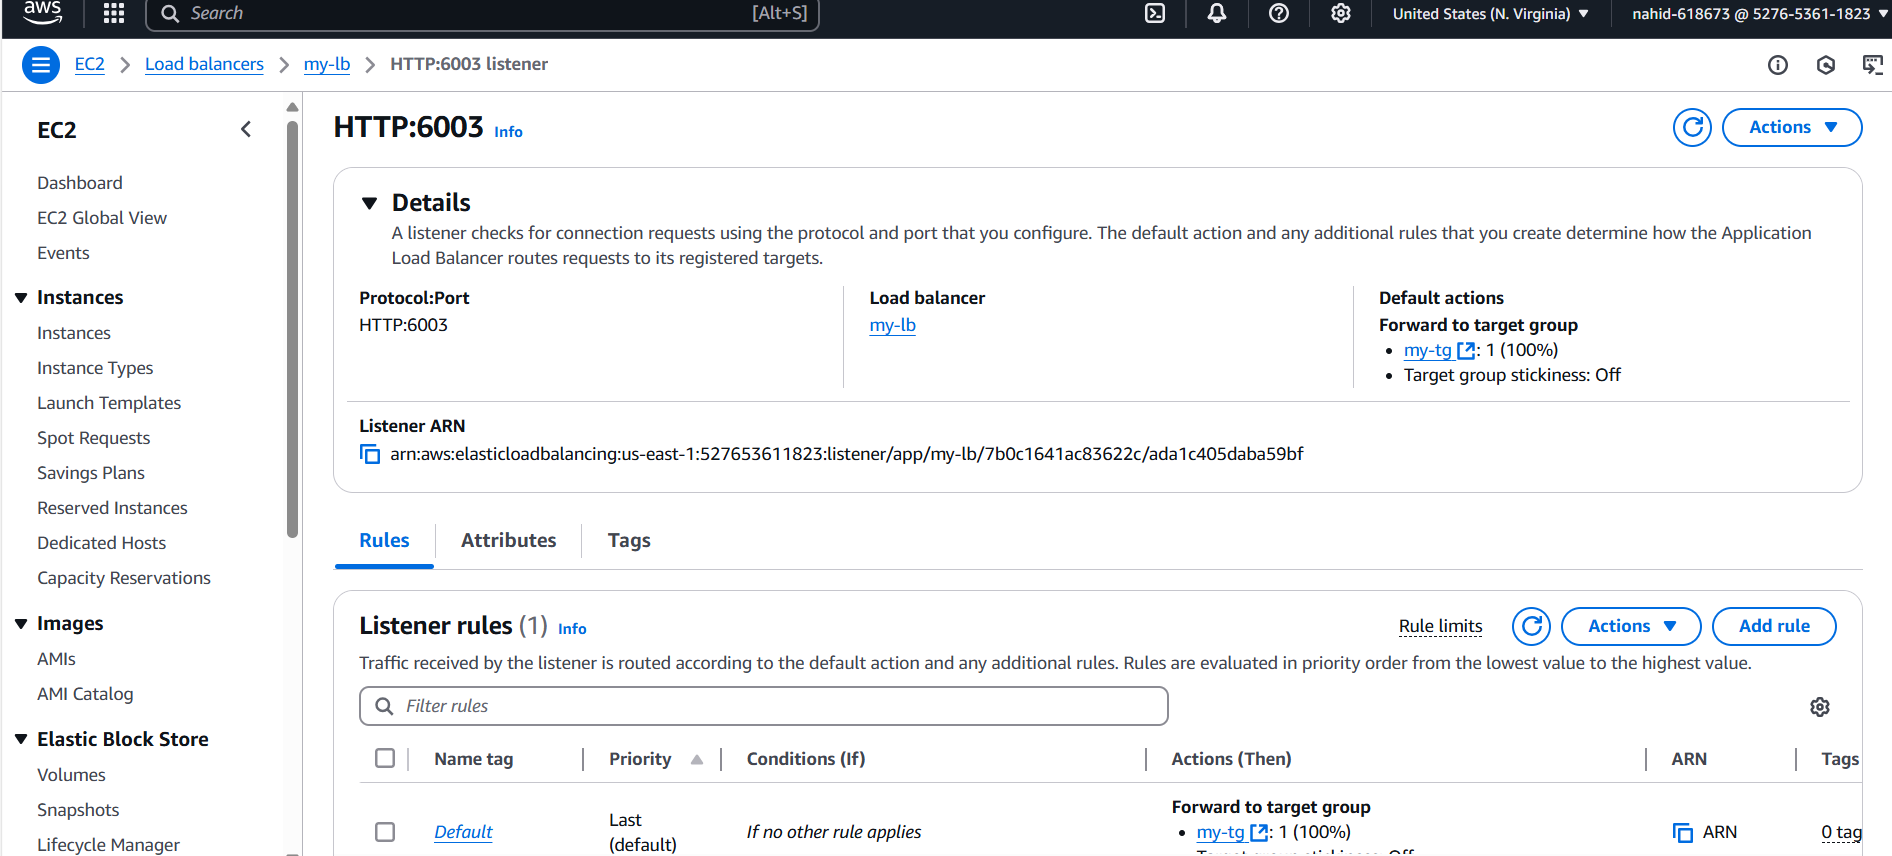 aws
Search [Alt+S] United States (N. Virginia) nahid-618673 @ 5276-5361-1823
EC2 Load balancers my-lb HTTP:6003 listener
EC2
Dashboard
EC2 Global View
Events
Instances
Instances
Instance Types
Launch Templates
Spot Requests
Savings Plans
Reserved Instances
Dedicated Hosts
Capacity Reservations
Images
AMIs
AMI Catalog
Elastic Block Store
Volumes
Snapshots
Lifecycle Manager
HTTP:6003 Info
Actions
Details
A listener checks for connection requests using the protocol and port that you configure. The default action and any additional rules that you create determine how the Application
Load Balancer routes requests to its registered targets.
Protocol:Port
HTTP:6003
Load balancer
my-lb
Default actions
Forward to target group
• my-tg : 1 (100%)
• Target group stickiness: Off
Listener ARN
arn:aws:elasticloadbalancing:us-east-1:527653611823:listener/app/my-lb/7b0c1641ac83622c/ada1c405daba59bf
Rules Attributes Tags
Listener rules (1) Info
Rule limits Actions Add rule
Traffic received by the listener is routed according to the default action and any additional rules. Rules are evaluated in priority order from the lowest value to the highest value.
Filter rules
Name tag Priority Conditions (If) Actions (Then) ARN Tags
Default
Last
(default)
If no other rule applies
Forward to target group
• my-tg : 1 (100%)
Target group stickiness: Off
ARN
0 tag